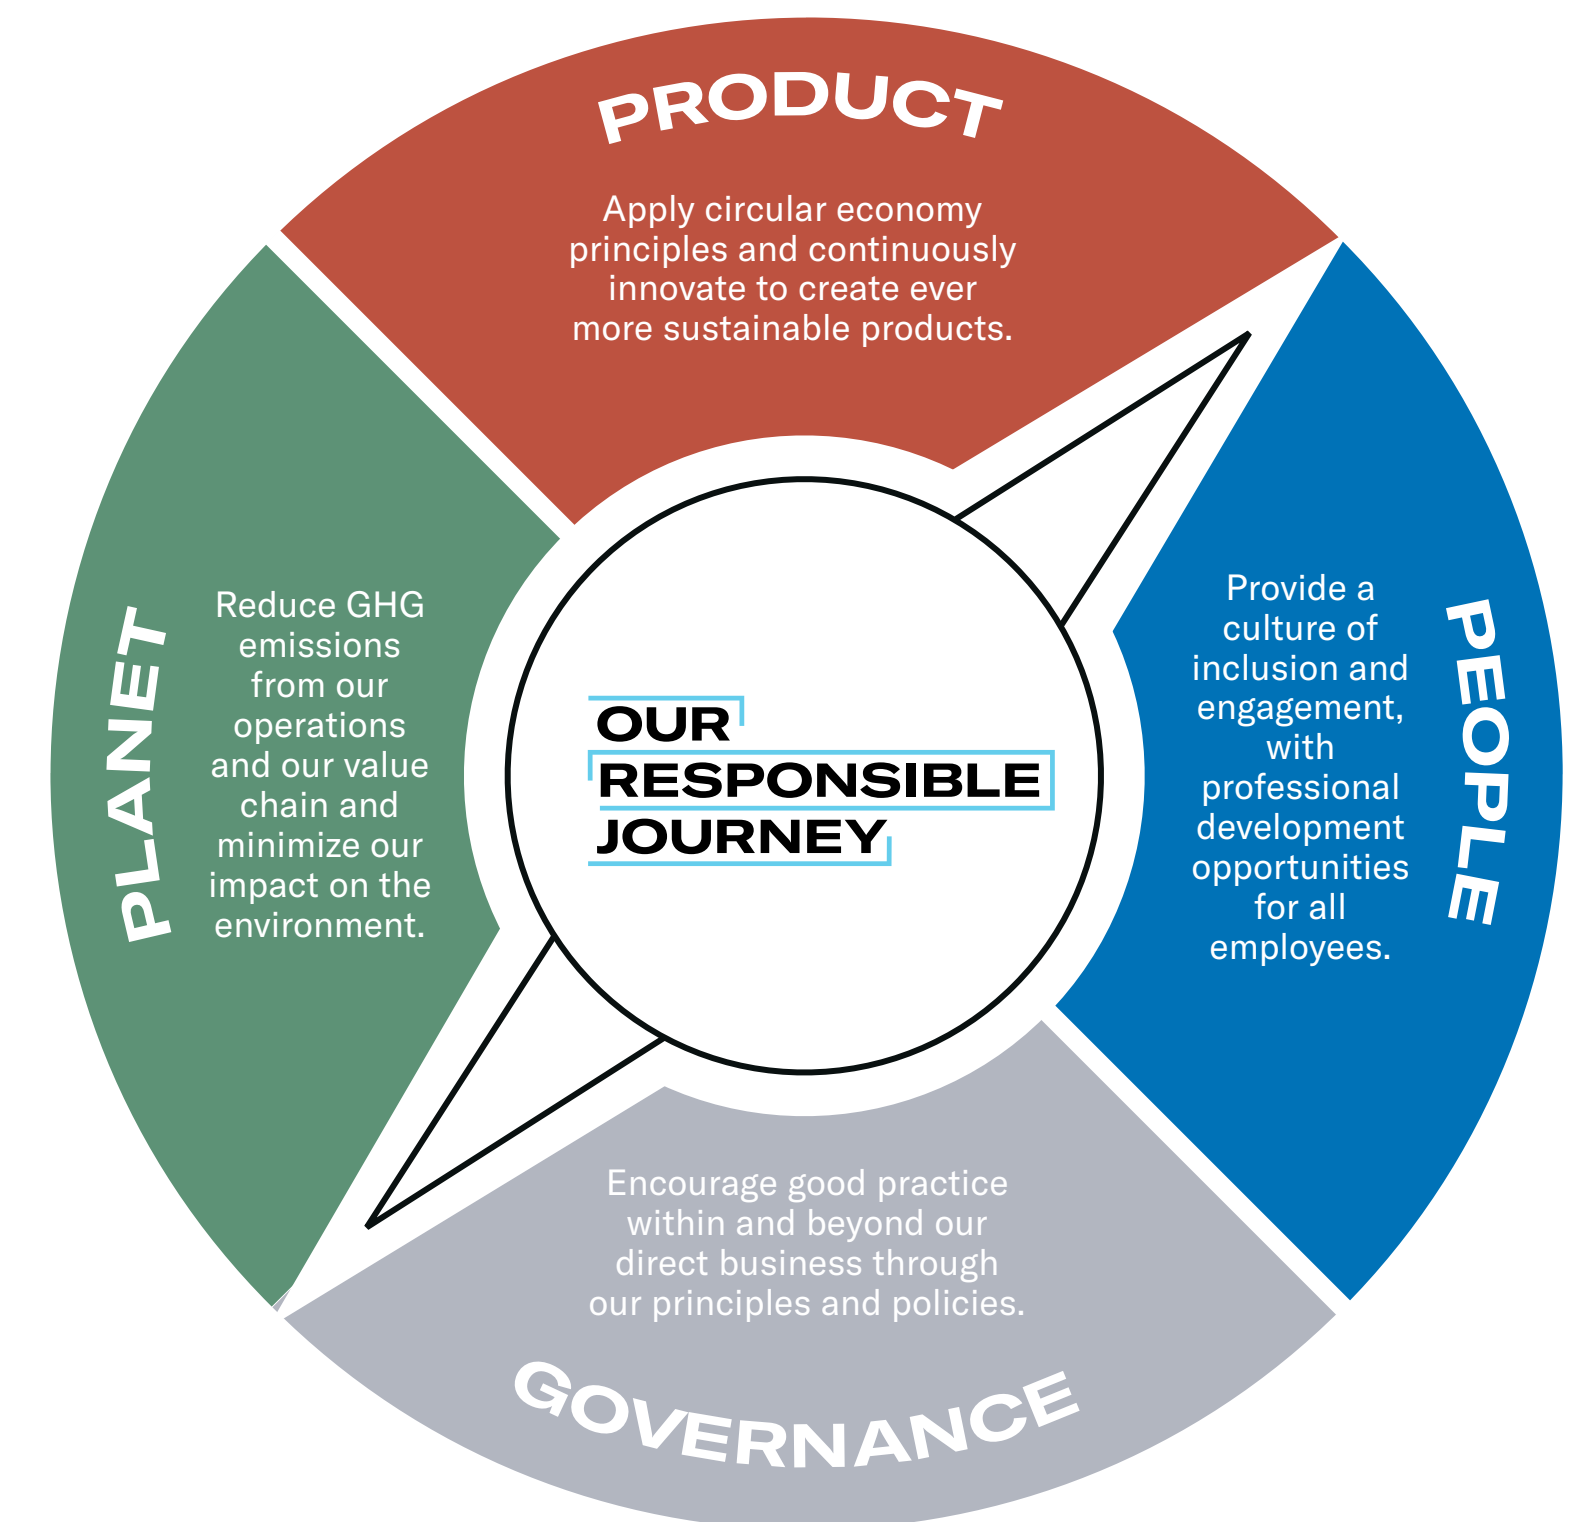 PRODUCT
Apply circular economy
principles and continuously
innovate to create ever
more sustainable products.
PLANET
Reduce GHG
emissions
from our
operations
and our value
chain and
minimize our
impact on the
environment.
OUR
RESPONSIBLE
JOURNEY
Provide a
culture of
inclusion and
engagement,
with
professional
development
opportunities
for all
employees.
PEOPLE
Encourage good practice
within and beyond our
direct business through
our principles and policies.
GOVERNANCE